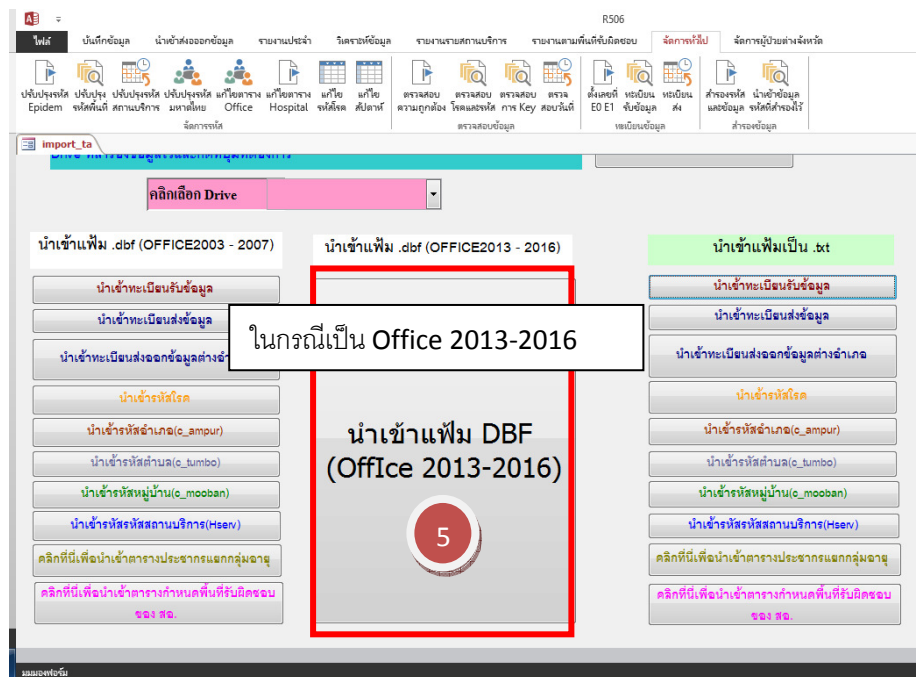 R506
ไฟล์ บันทึกข้อมูล นำเข้าส่งออกข้อมูล รายงานประจำ วิเคราะห์ข้อมูล รายงานรายสถานบริการ รายงานตามพื้นที่รับผิดชอบ จัดการทั่วไป จัดการผู้ป่วยต่างจังหวัด
ปรับปรุงรหัส ปรับปรุง ปรับปรุงรหัส ปรับปรุงรหัส แก้ไขตาราง แก้ไขตาราง แก้ไข แก้ไข ตรวจสอบ ตรวจสอบ ตรวจสอบ ตรวจ ตั้งเลขที่ ทะเบียน ทะเบียน สำรองรหัส นำเข้าข้อมูล
Epidem รหัสพื้นที่ สถานบริการ มหาดไทย Office Hospital รหัสโรค สัปดาห์ ความถูกต้อง โรคและรหัส การ Key สอบวันที่ E0 E1 รับข้อมูล ส่ง และข้อมูล รหัสที่สำรองไว้
จัดการรหัส ตรวจสอบข้อมูล ทะเบียนข้อมูล สำรองข้อมูล
import_ta
คลิกเลือก Drive
นำเข้าแฟ้ม .dbf (OFFICE2003 - 2007) นำเข้าแฟ้ม .dbf (OFFICE2013 - 2016) นำเข้าแฟ้มเป็น .txt
นำเข้าทะเบียนรับข้อมูล
นำเข้าทะเบียนส่งข้อมูล
นำเข้าทะเบียนส่งออกข้อมูลต่างอำ
นำเข้ารหัสโรค
นำเข้ารหัสอำเภอ(c_ampur)
นำเข้ารหัสตำบล(c_tumbo)
นำเข้ารหัสหมู่บ้าน(c_mooban)
นำเข้ารหัสรหัสสถานบริการ(Hserv)
คลิกที่นี่เพื่อนำเข้าตารางประชากรแยกกลุ่มอายุ
คลิกที่นี่เพื่อนำเข้าตารางกำหนดพื้นที่รับผิดชอบ
ของ สอ.
ในกรณีเป็น Office 2013-2016
นำเข้าแฟ้ม DBF
(OffIce 2013-2016)
5
นำเข้าทะเบียนรับข้อมูล
นำเข้าทะเบียนส่งข้อมูล
นำเข้าทะเบียนส่งออกข้อมูลต่างอำเภอ
นำเข้ารหัสโรค
นำเข้ารหัสอำเภอ(c_ampur)
นำเข้ารหัสตำบล(c_tumbo)
นำเข้ารหัสหมู่บ้าน(c_mooban)
นำเข้ารหัสรหัสสถานบริการ(Hserv)
คลิกที่นี่เพื่อนำเข้าตารางประชากรแยกกลุ่มอายุ
คลิกที่นี่เพื่อนำเข้าตารางกำหนดพื้นที่รับผิดชอบ
ของ สอ.
มุมมองฟอร์ม